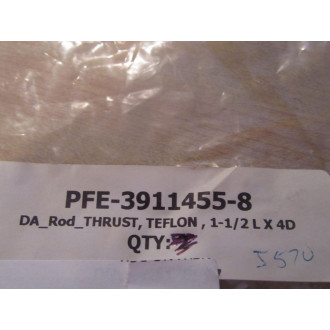 PFE-3911455-8
DA_Rod_THRUST, TEFLON , 1-1/2 L X 4D
QTY: